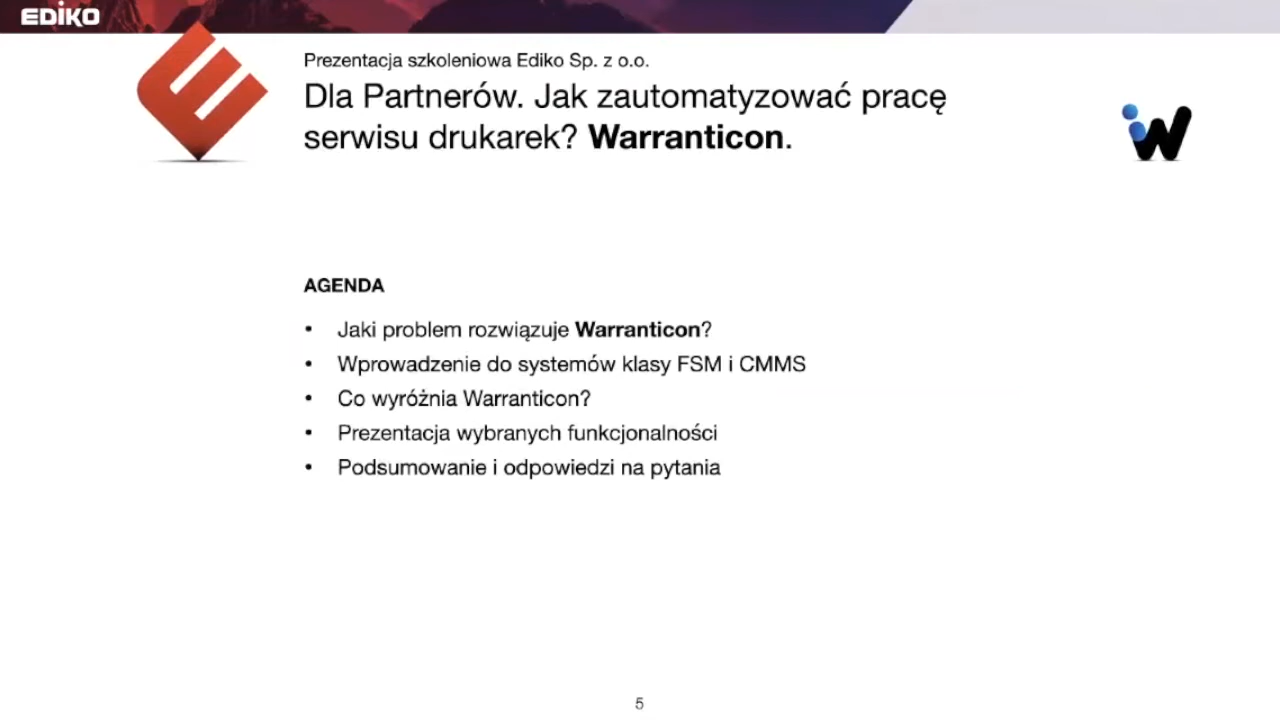 EDIKO
Prezentacja szkoleniowa Ediko Sp. z o.o.
Dla Partnerów. Jak zautomatyzować pracę
serwisu drukarek? Warranticon.
AGENDA
• Jaki problem rozwiązuje Warranticon?
• Wprowadzenie do systemów klasy FSM i CMMS
• Co wyróżnia Warranticon?
• Prezentacja wybranych funkcjonalności
• Podsumowanie i odpowiedzi na pytania
5